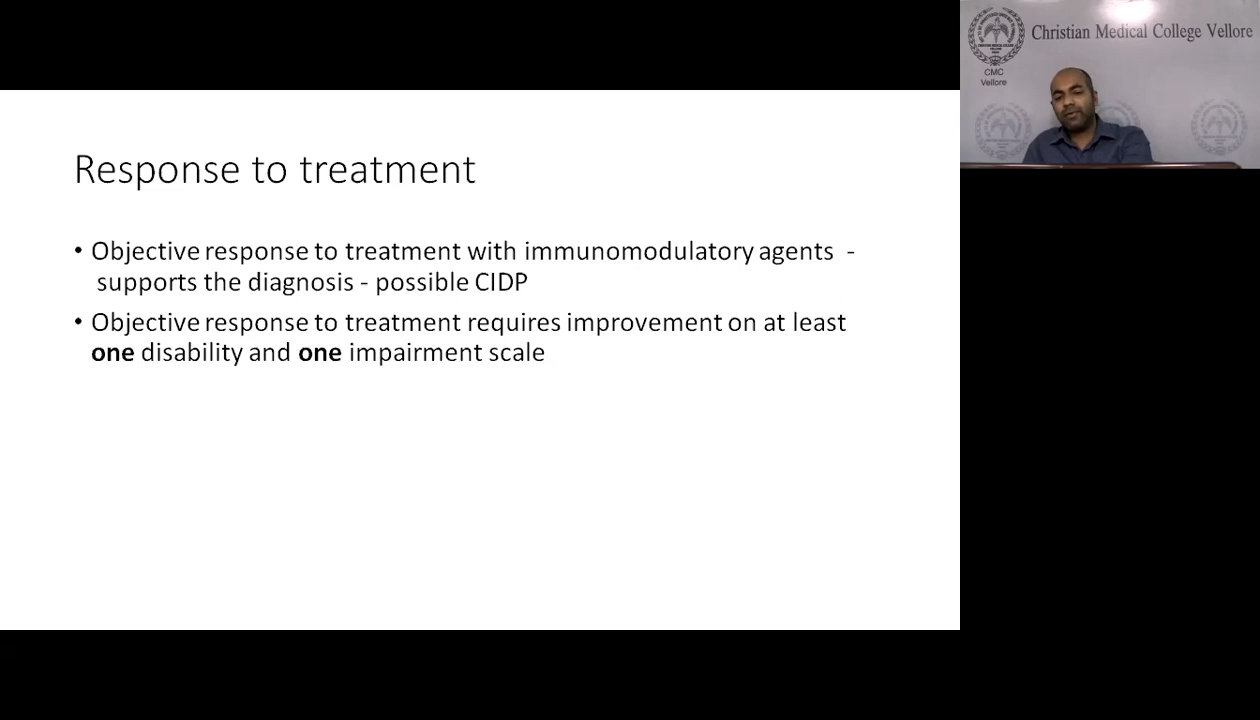 Response to treatment
• Objective response to treatment with immunomodulatory agents -
supports the diagnosis - possible CIDP
• Objective response to treatment requires improvement on at least
one disability and one impairment scale
Christian Medical College Vellore
CMC
Vellore